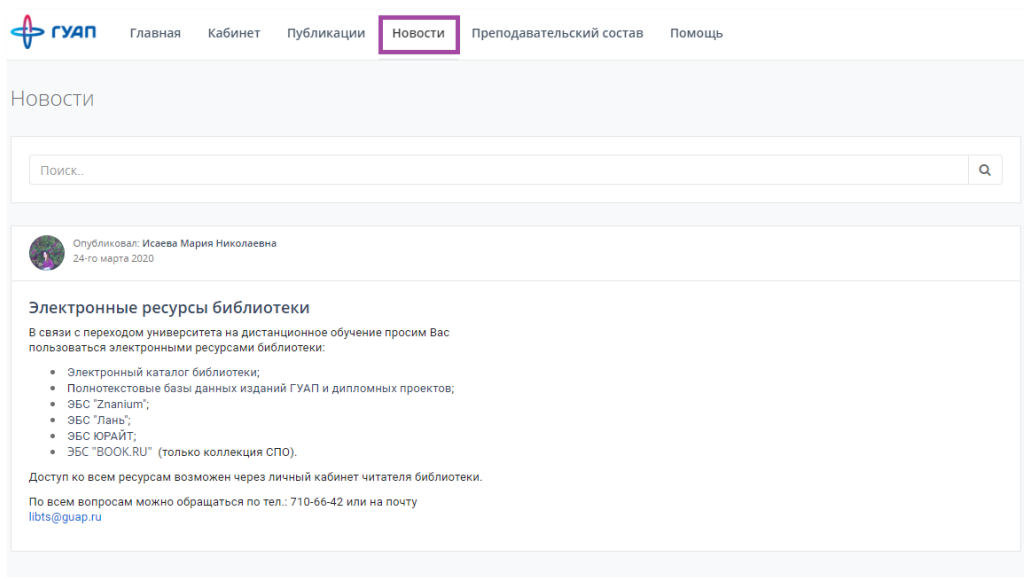 ГУАП Главная Кабинет Публикации Новости Преподавательский состав Помощь
Новости
Поиск..
Опубликовал: Исаева Мария Николаевна
24-го марта 2020
Электронные ресурсы библиотеки
В связи с переходом университета на дистанционное обучение просим Вас
пользоваться электронными ресурсами библиотеки:
• Электронный каталог библиотеки;
• Полнотекстовые базы данных изданий ГУАП и дипломных проектов;
• ЭБС "Znanium";
• ЭБС "Лань";
• ЭБС ЮРАЙТ;
• ЭБС "BOOK.RU" (только коллекция СПО).
Доступ ко всем ресурсам возможен через личный кабинет читателя библиотеки.
По всем вопросам можно обращаться по тел.: 710-66-42 или на почту
libts@guap.ru